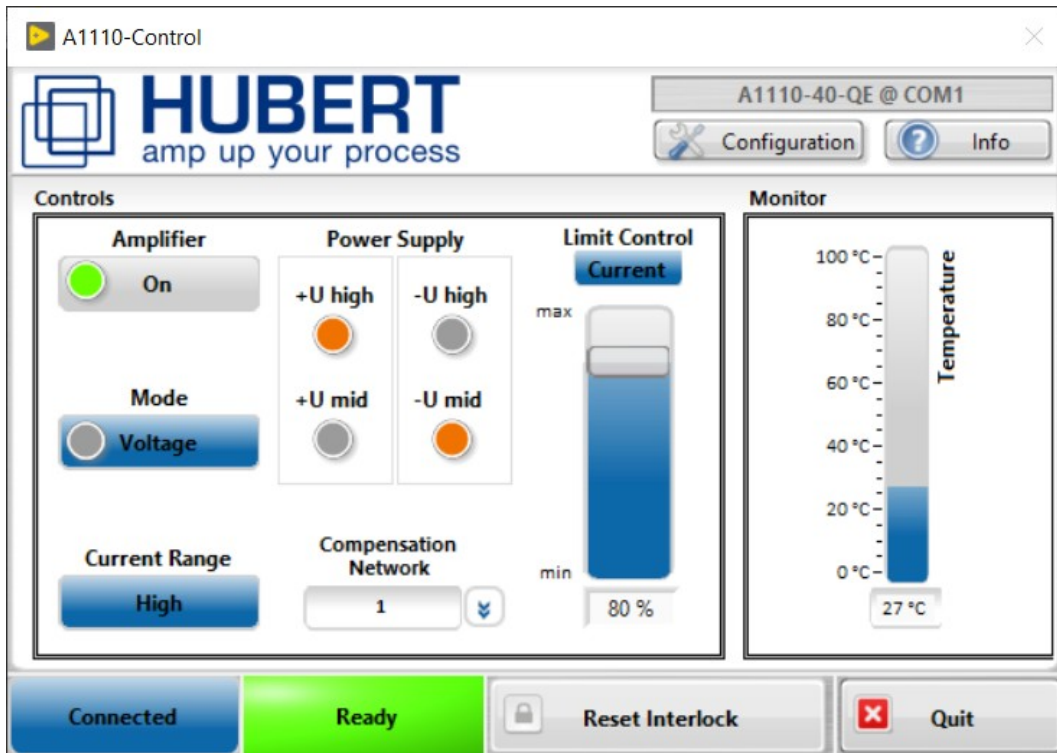 A1110-Control
HUBERT
amp up your process
A1110-40-QE @ COM1
Configuration
Info
Controls
Amplifier
On
Mode
Voltage
Current Range
High
Power Supply
+U high
-U high
+U mid
-U mid
Compensation
Network
1
Limit Control
Current
max
min
80 %
Monitor
100 °C
80 °C
60 °C
40 °C
20 °C
0 °C
Temperature
27 °C
Connected
Ready
Reset Interlock
Quit